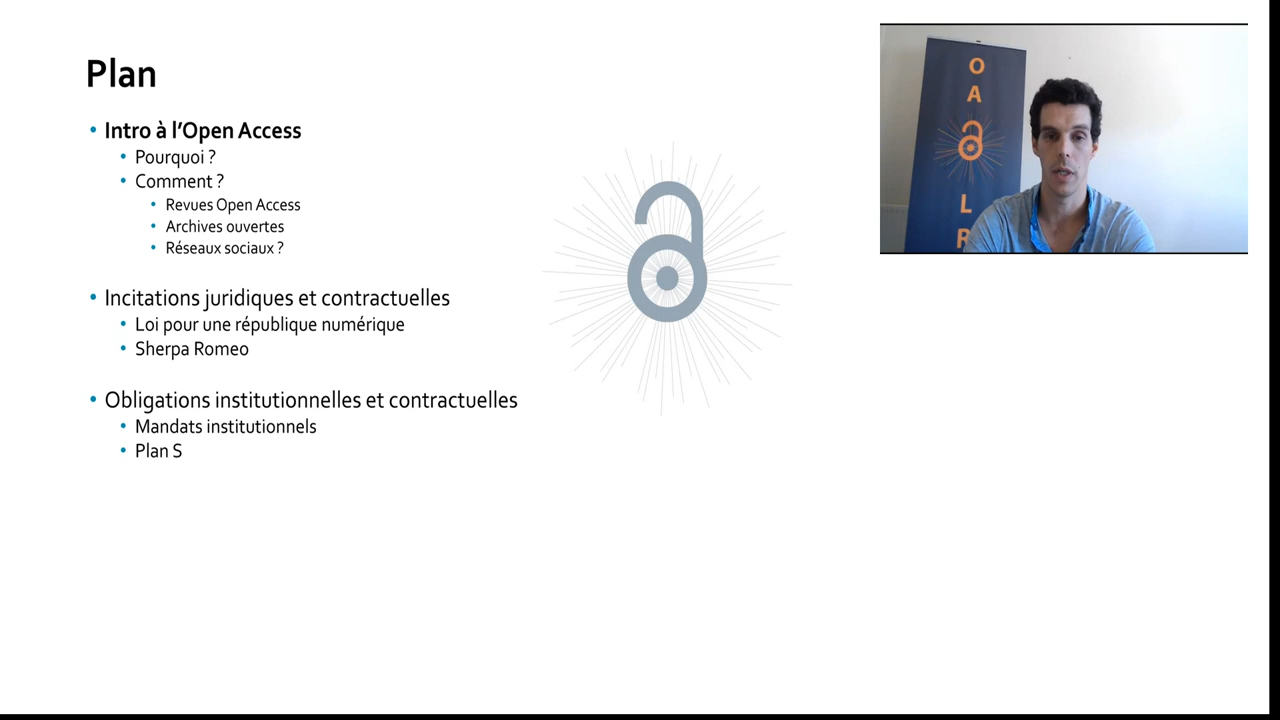 Plan
• Intro à l'Open Access
• Pourquoi ?
• Comment ?
• Revues Open Access
• Archives ouvertes
• Réseaux sociaux ?
• Incitations juridiques et contractuelles
• Loi pour une république numérique
• Sherpa Romeo
• Obligations institutionnelles et contractuelles
• Mandats institutionnels
• Plan S
O
A
L
R